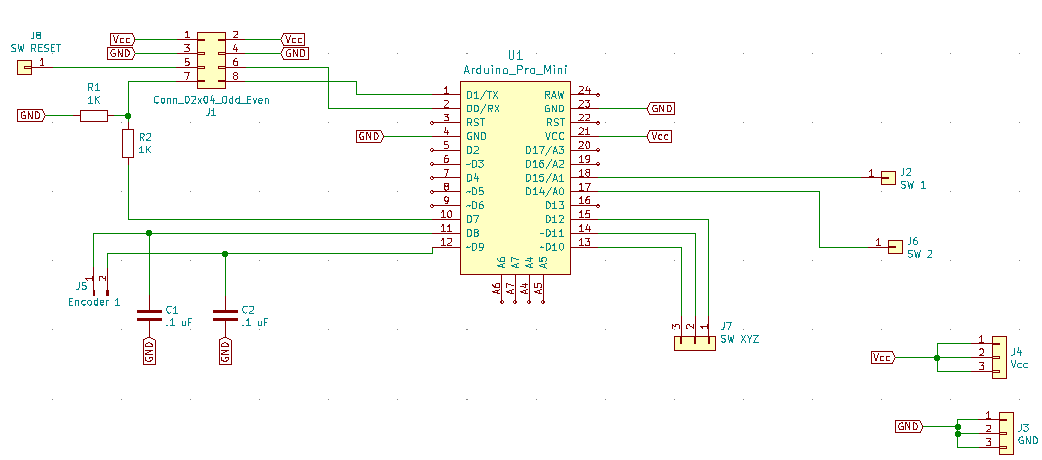 J8
SW RESET
1
Vcc 1 2 Vcc
GND 3 4 GND
5 6
7 8
Conn_02x04_Odd_Even
J1
R1
1K
GND
R2
1K
U1
Arduino_Pro_Mini
1 D1/TX RAW 24
2 D0/RX GND 23 GND
3 RST RST 22
GND 4 GND VCC 21 Vcc
5 D2 D17/A3 20
6 ~D3 D16/A2 19
7 D4 D15/A1 18
8 ~D5 D14/A0 17
9 ~D6 D13 16
10 D7 D12 15
11 D8 ~D11 14
12 ~D9 ~D10 13
A6 A7 A4 A5
A6 A7 A4 A5
1 J2
SW 1
1 J6
SW 2
J5 1 2
Encoder 1
C1
.1 uF
GND
C2
.1 uF
GND
3 2 1 J7
SW XYZ
Vcc 1 2 3 J4
Vcc
GND 1 2 3 J3
GND